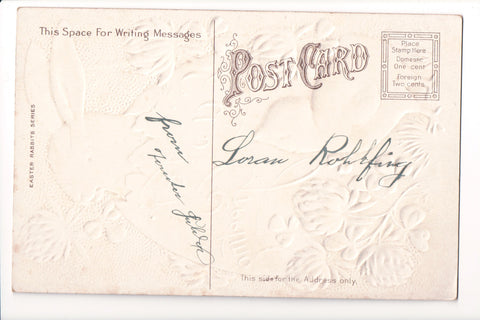 This Space For Writing Messages
POST CARD
Place
Stamp Here
Domestic
One cent
Foreign
Two cents
EASTER RABBITS SERIES
from
Loran Rohlfing
This side for the Address only.